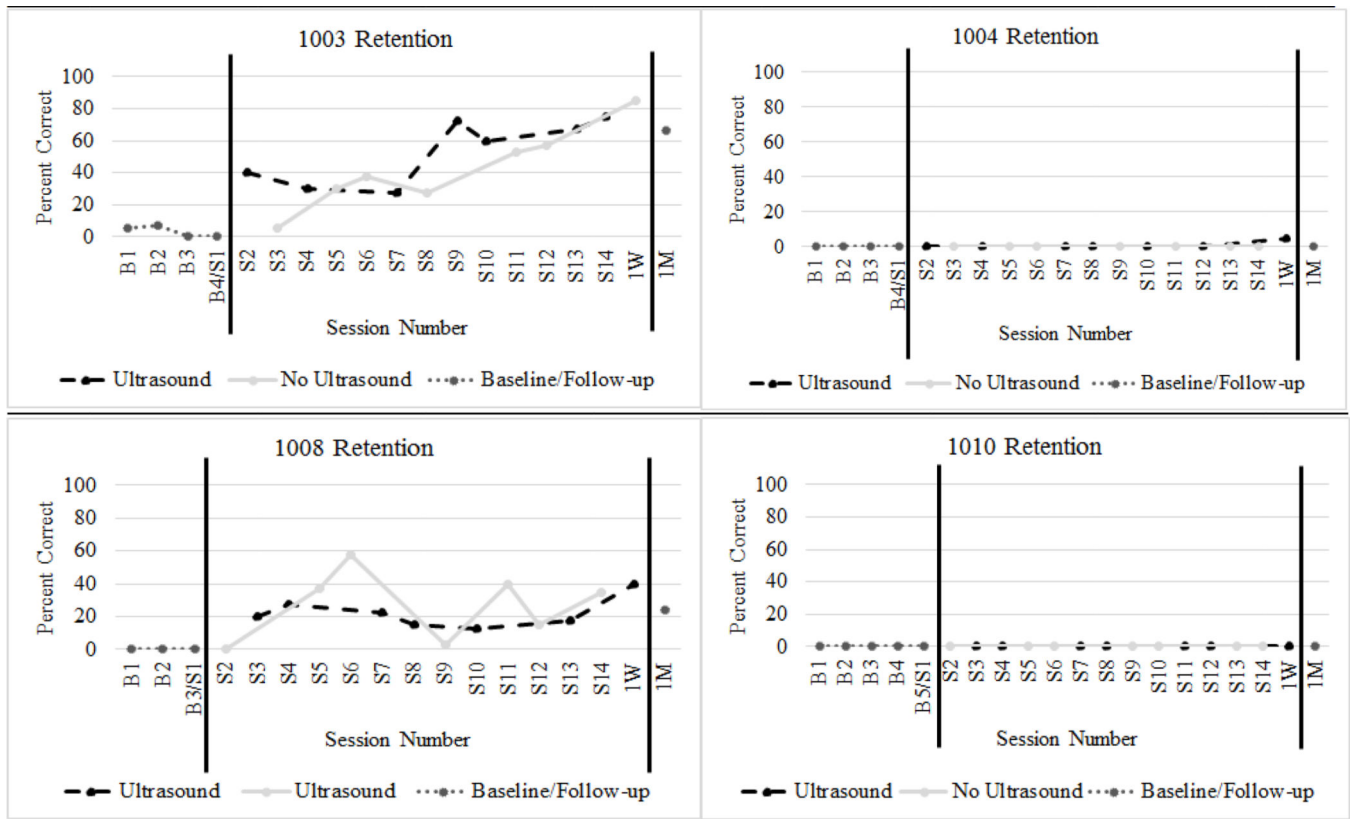 1003 Retention
Percent Correct
100
80
60
40
20
0
B1 B2 B3 B4/S1 S2 S3 S4 S5 S6 S7 S8 S9 S10 S11 S12 S13 S14 1W 1M
Session Number
Ultrasound No Ultrasound Baseline/Follow-up
1004 Retention
Percent Correct
100
80
60
40
20
0
B1 B2 B3 B4/S1 S2 S3 S4 S5 S6 S7 S8 S9 S10 S11 S12 S13 S14 1W 1M
Session Number
Ultrasound No Ultrasound Baseline/Follow-up
1008 Retention
Percent Correct
100
80
60
40
20
0
B1 B2 B3/S1 S2 S3 S4 S5 S6 S7 S8 S9 S10 S11 S12 S13 S14 1W 1M
Session Number
Ultrasound Ultrasound Baseline/Follow-up
1010 Retention
Percent Correct
100
80
60
40
20
0
B1 B2 B3 B4 B5/S1 S2 S3 S4 S5 S6 S7 S8 S9 S10 S11 S12 S13 S14 1W 1M
Session Number
Ultrasound No Ultrasound Baseline/Follow-up